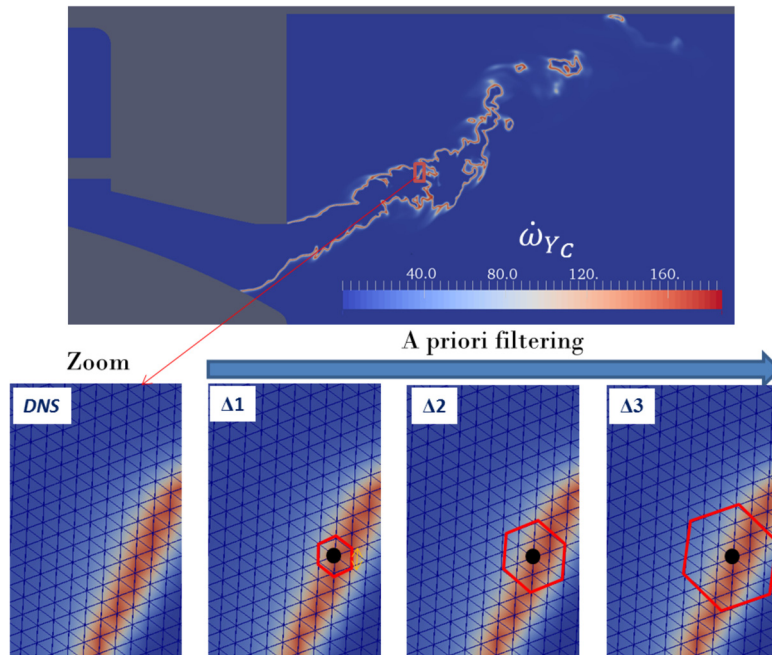 ω̇_{Y_C}
40.0 80.0 120. 160.
A priori filtering
Zoom
DNS Δ1 Δ2 Δ3